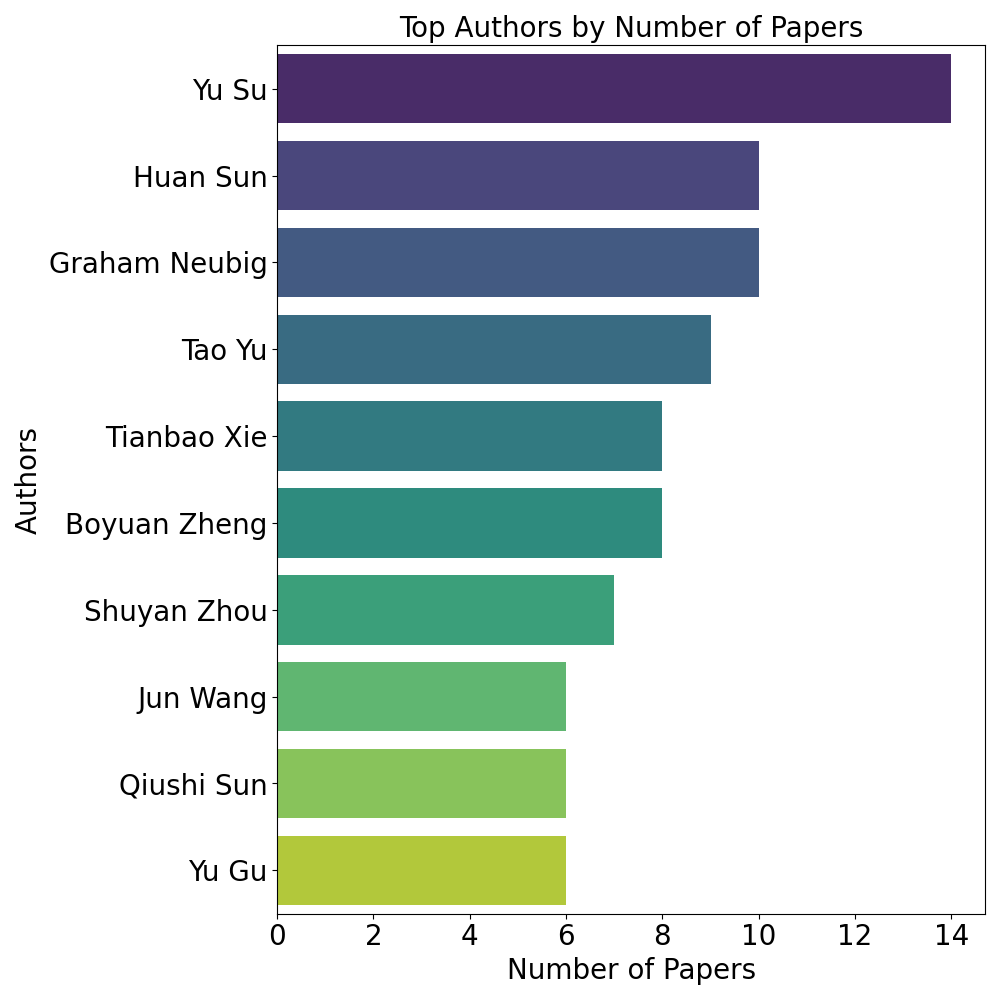 Top Authors by Number of Papers
Yu Su
Huan Sun
Graham Neubig
Tao Yu
Tianbao Xie
Boyuan Zheng
Shuyan Zhou
Jun Wang
Qiushi Sun
Yu Gu
Authors
0 2 4 6 8 10 12 14
Number of Papers